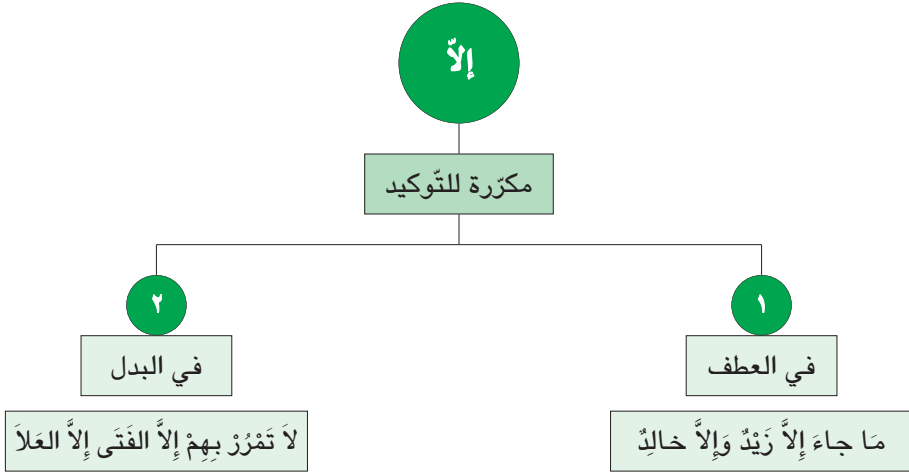 إلاّ
مكرّرة للتّوكيد
١
في العطف
مَا جاءَ إِلاَّ زَيْدٌ وَإِلاَّ خالِدٌ
٢
في البدل
لاَ تَمْرُرْ بِهِمْ إِلاَّ الفَتَى إِلاَّ العَلاَ